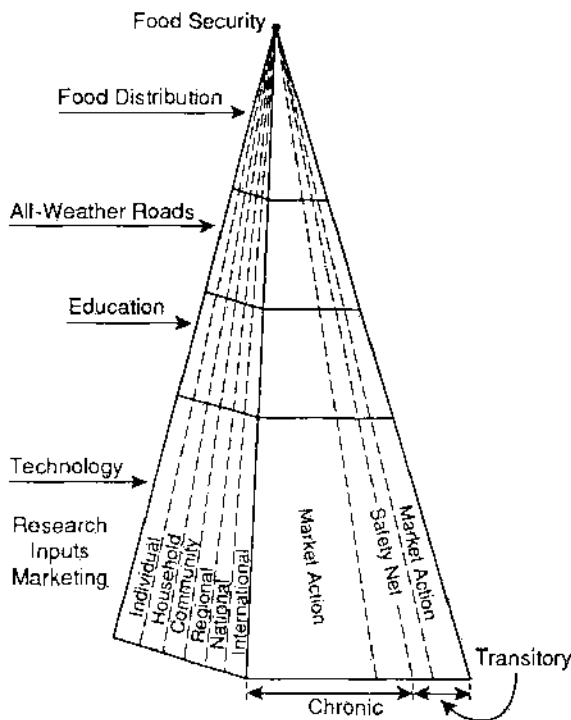 Food Security
Food Distribution
All-Weather Roads
Education
Technology
Research
Inputs
Marketing
Individual
Household
Community
Regional
National
International
Market Action
Safety Net
Market Action
Transitory
Chronic